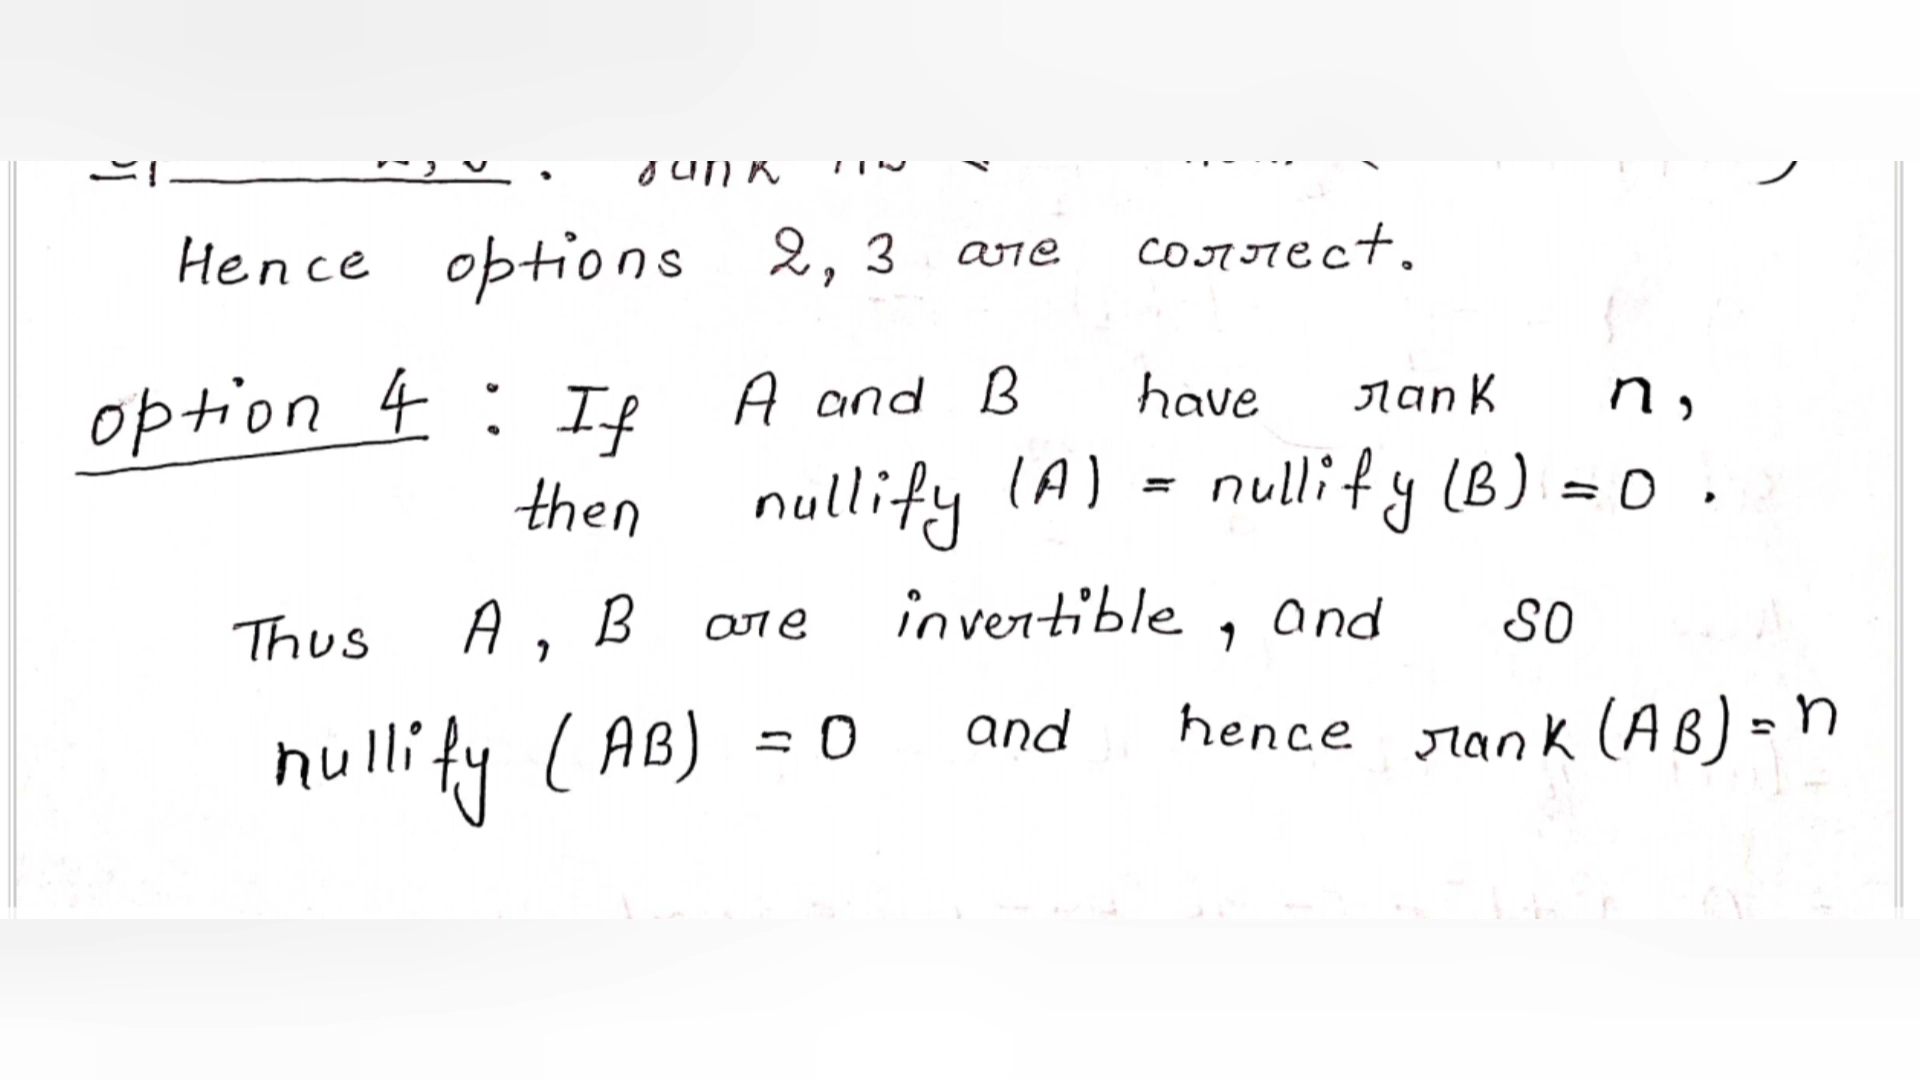 Hence options 2, 3 are correct.
option 4 : If A and B have rank n,
then nullify (A) = nullify (B) = 0 .
Thus A, B are invertible, and so
nullify (AB) = 0 and hence rank (AB) = n